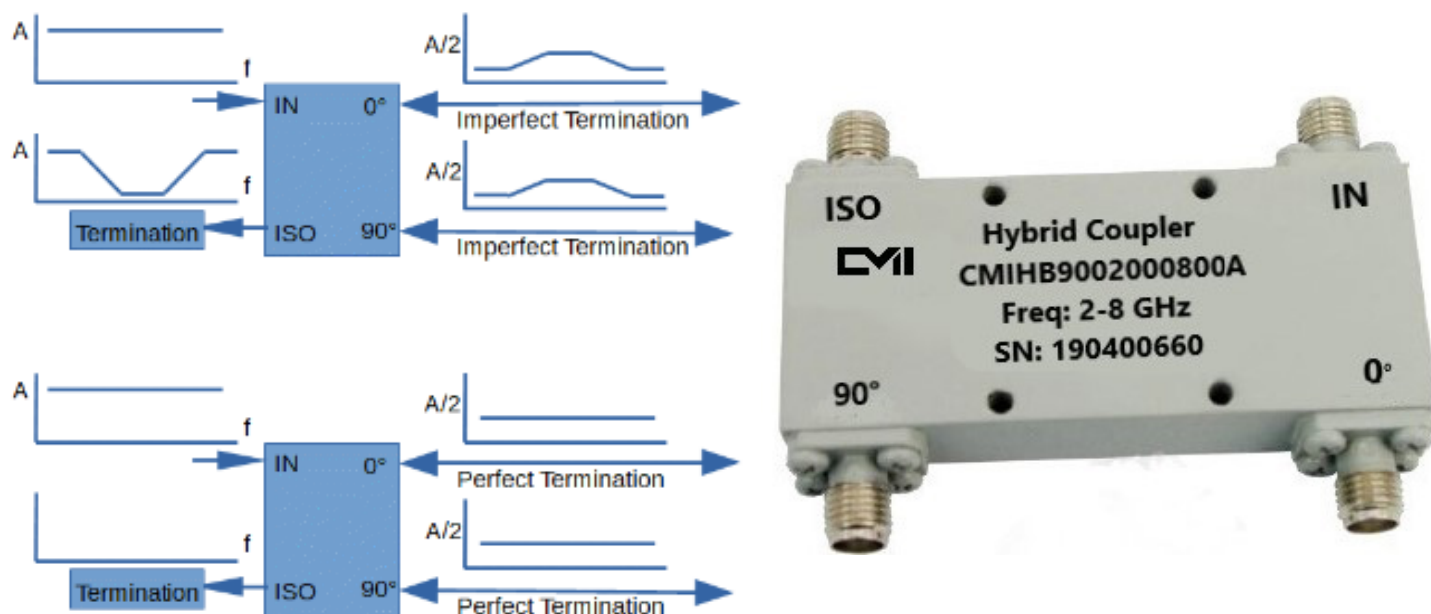 A
f
A/2
IN
0°
Imperfect Termination
A
f
A/2
Termination
ISO
90°
Imperfect Termination
A
f
A/2
IN
0°
Perfect Termination
f
A/2
Termination
ISO
90°
Perfect Termination
ISO
IN
Hybrid Coupler
CMI
CMIHB9002000800A
Freq: 2-8 GHz
SN: 190400660
90°
0°